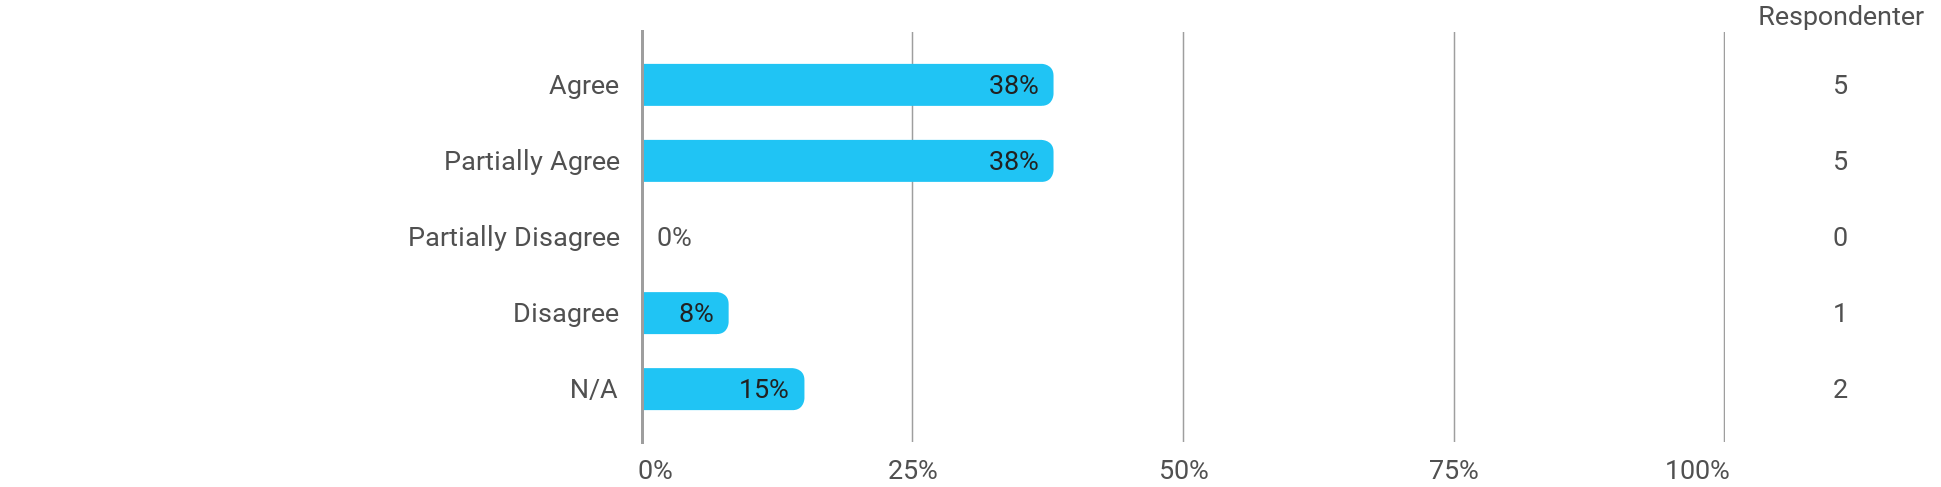 Respondenter
Agree 38% 5
Partially Agree 38% 5
Partially Disagree 0% 0
Disagree 8% 1
N/A 15% 2
0% 25% 50% 75% 100%